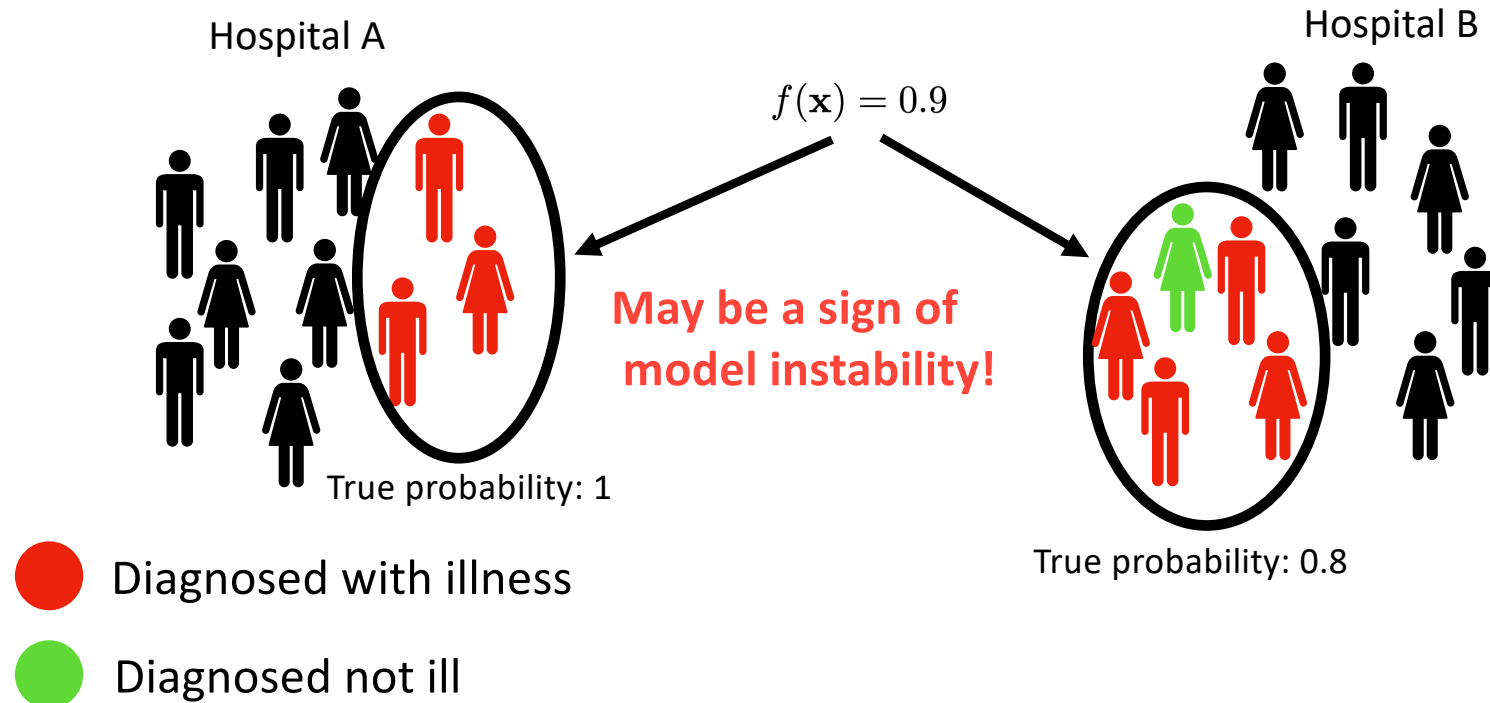 Hospital A
Hospital B
f(x) = 0.9
May be a sign of
model instability!
True probability: 1
True probability: 0.8
Diagnosed with illness
Diagnosed not ill